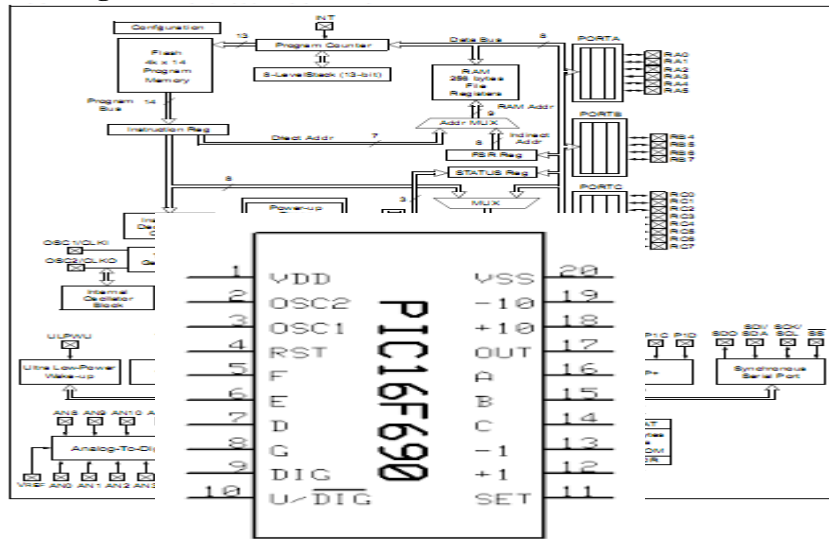 INT
Configuration
13
Program Counter
Data Bus
8
PORTA
Flash
4k x 14
Program
Memory
8-Level Stack (13-bit)
RAM
256 bytes
File
Registers
RA0
RA1
RA2
RA3
RA4
RA5
Program
Bus
14
RAM Addr
9
Addr MUX
PORTB
Instruction Reg
Direct Addr
7
8
Indirect
Addr
RB4
RB5
RB6
RB7
FSR Reg
STATUS Reg
8
3
PORTC
Power-up
MUX
RC0
RC1
RC2
RC3
RC4
RC5
RC6
RC7
OSC1/CLKI
OSC2/CLKO
Internal
Oscillator
Block
ULPWU
P1C
P1D
SDO
SDI/
SDA
SCK/
SCL
SS
Ultra Low-Power
Wake-up
Synchronous
Serial Port
AN8
AN9
AN10
Analog-To-Dig
VREF
AN0
AN1
AN2
AN3
PIC16F690
1 VDD
2 OSC2
3 OSC1
4 RST
5 F
6 E
7 D
8 G
9 DIG
10 U/DIG
VSS 20
-10 19
+10 18
OUT 17
A 16
B 15
C 14
-1 13
+1 12
SET 11